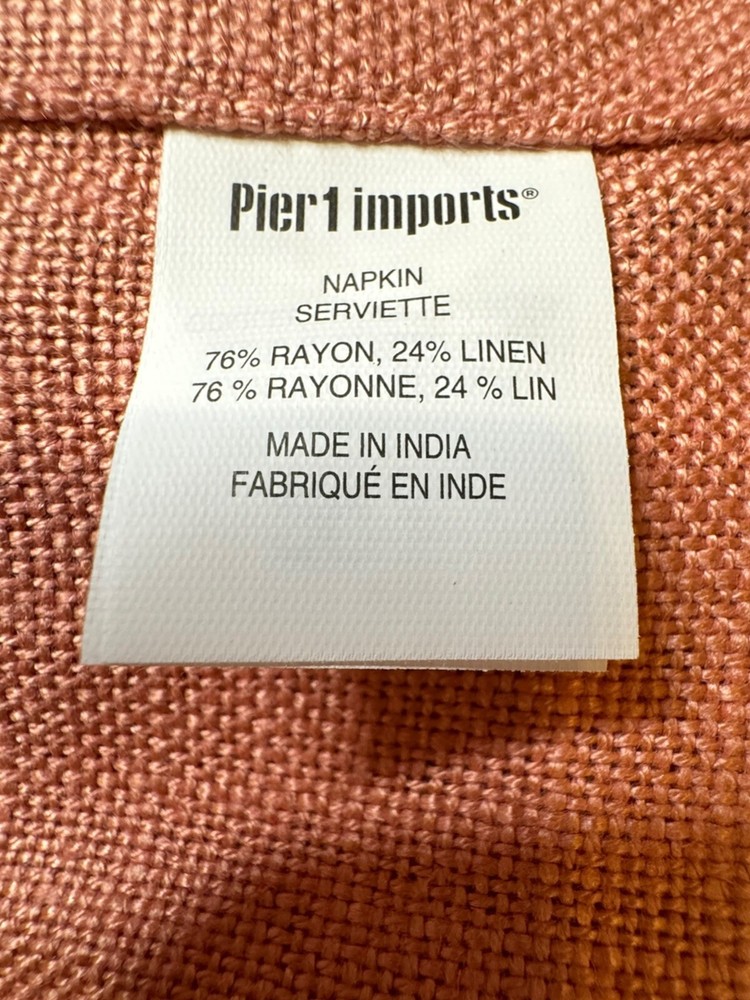 Pier1 imports®
NAPKIN
SERVIETTE
76% RAYON, 24% LINEN
76 % RAYONNE, 24 % LIN
MADE IN INDIA
FABRIQUÉ EN INDE